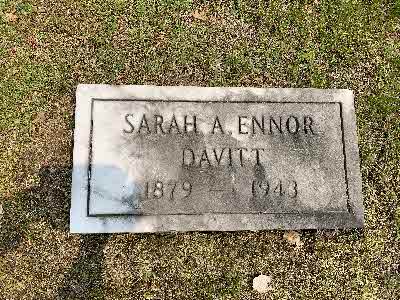 SARAH A. ENNOR
DAVITT
1879 — 1943